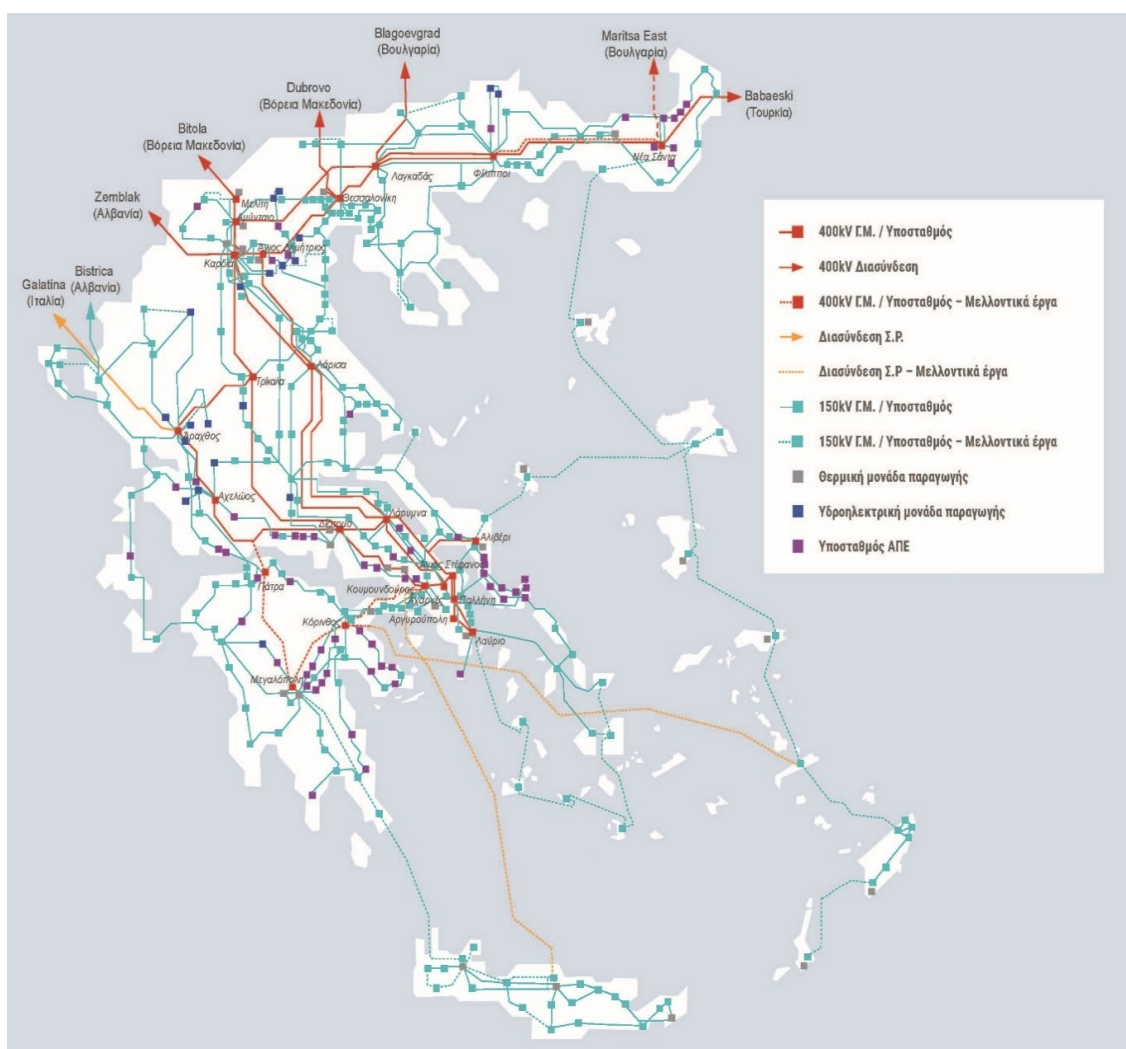 Blagoevgrad
(Βουλγαρία)
Maritsa East
(Βουλγαρία)
Dubrovo
(Βόρεια Μακεδονία)
Babaeski
(Τουρκία)
Bitola
(Βόρεια Μακεδονία)
Νέα Σάντα
Λαγκαδάς
Φίλιπποι
Zemblak
(Αλβανία)
Μελίτη
Θεσσαλονίκη
Αμύνταιο
Άγιος Δημήτριος
Καρδιά
Bistrica
(Αλβανία)
Galatina
(Ιταλία)
Λάρισα
Τρίκαλα
Άραχθος
Αχελώος
Λάρυμνα
Δίστομο
Αλιβέρι
Άγιος Στέφανος
Πάτρα
Κουμουνδούρος
Αχαρνές
Παλλήνη
Κόρινθος
Αργυρούπολη
Λαύριο
Μεγαλόπολη
400kV Γ.Μ. / Υποσταθμός
400kV Διασύνδεση
400kV Γ.Μ. / Υποσταθμός – Μελλοντικά έργα
Διασύνδεση Σ.Ρ.
Διασύνδεση Σ.Ρ – Μελλοντικά έργα
150kV Γ.Μ. / Υποσταθμός
150kV Γ.Μ. / Υποσταθμός – Μελλοντικά έργα
Θερμική μονάδα παραγωγής
Υδροηλεκτρική μονάδα παραγωγής
Υποσταθμός ΑΠΕ